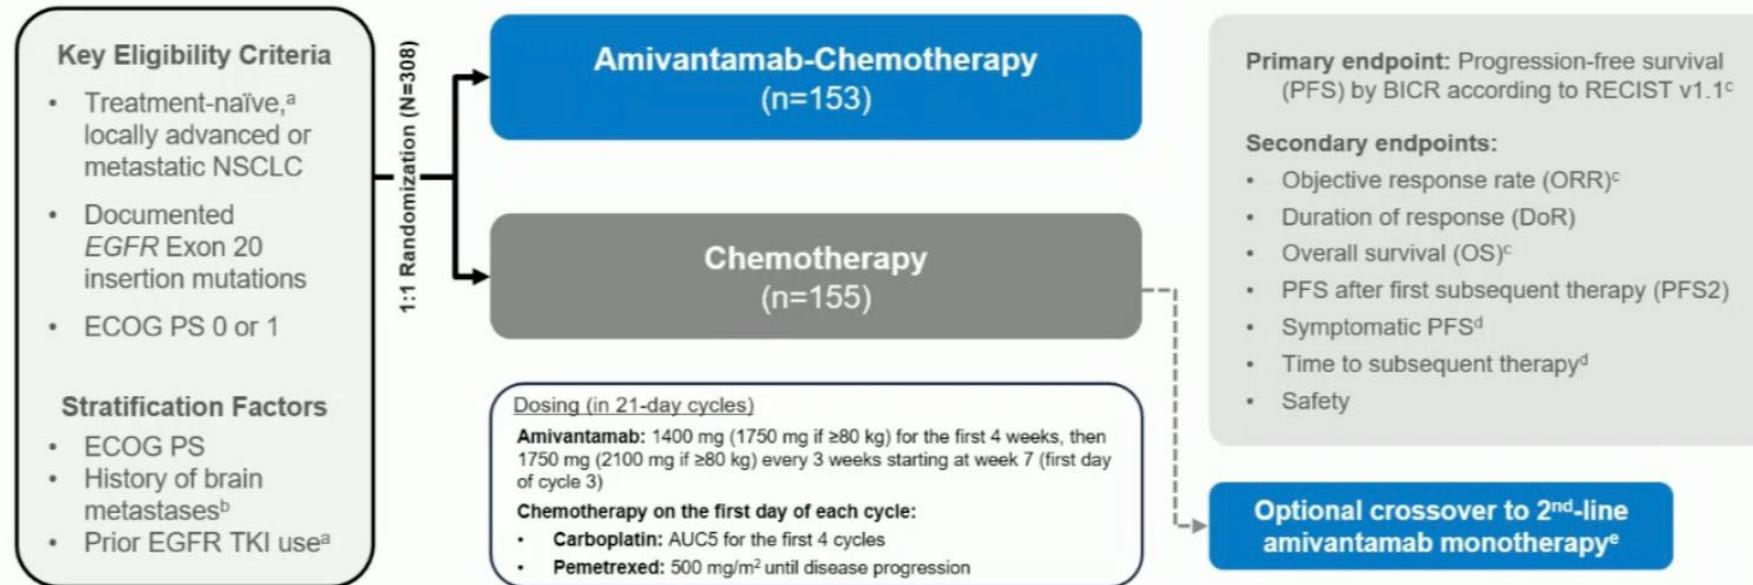 Key Eligibility Criteria
• Treatment-naïve,ᵃ
locally advanced or
metastatic NSCLC
• Documented
EGFR Exon 20
insertion mutations
• ECOG PS 0 or 1
Stratification Factors
• ECOG PS
• History of brain
metastasesᵇ
• Prior EGFR TKI useᵃ
1:1 Randomization (N=308)
Amivantamab-Chemotherapy
(n=153)
Chemotherapy
(n=155)
Dosing (in 21-day cycles)
Amivantamab: 1400 mg (1750 mg if ≥80 kg) for the first 4 weeks, then
1750 mg (2100 mg if ≥80 kg) every 3 weeks starting at week 7 (first day
of cycle 3)
Chemotherapy on the first day of each cycle:
• Carboplatin: AUC5 for the first 4 cycles
• Pemetrexed: 500 mg/m² until disease progression
Primary endpoint: Progression-free survival
(PFS) by BICR according to RECIST v1.1ᶜ
Secondary endpoints:
• Objective response rate (ORR)ᶜ
• Duration of response (DoR)
• Overall survival (OS)ᶜ
• PFS after first subsequent therapy (PFS2)
• Symptomatic PFSᵈ
• Time to subsequent therapyᵈ
• Safety
Optional crossover to 2ⁿᵈ-line
amivantamab monotherapyᵉ